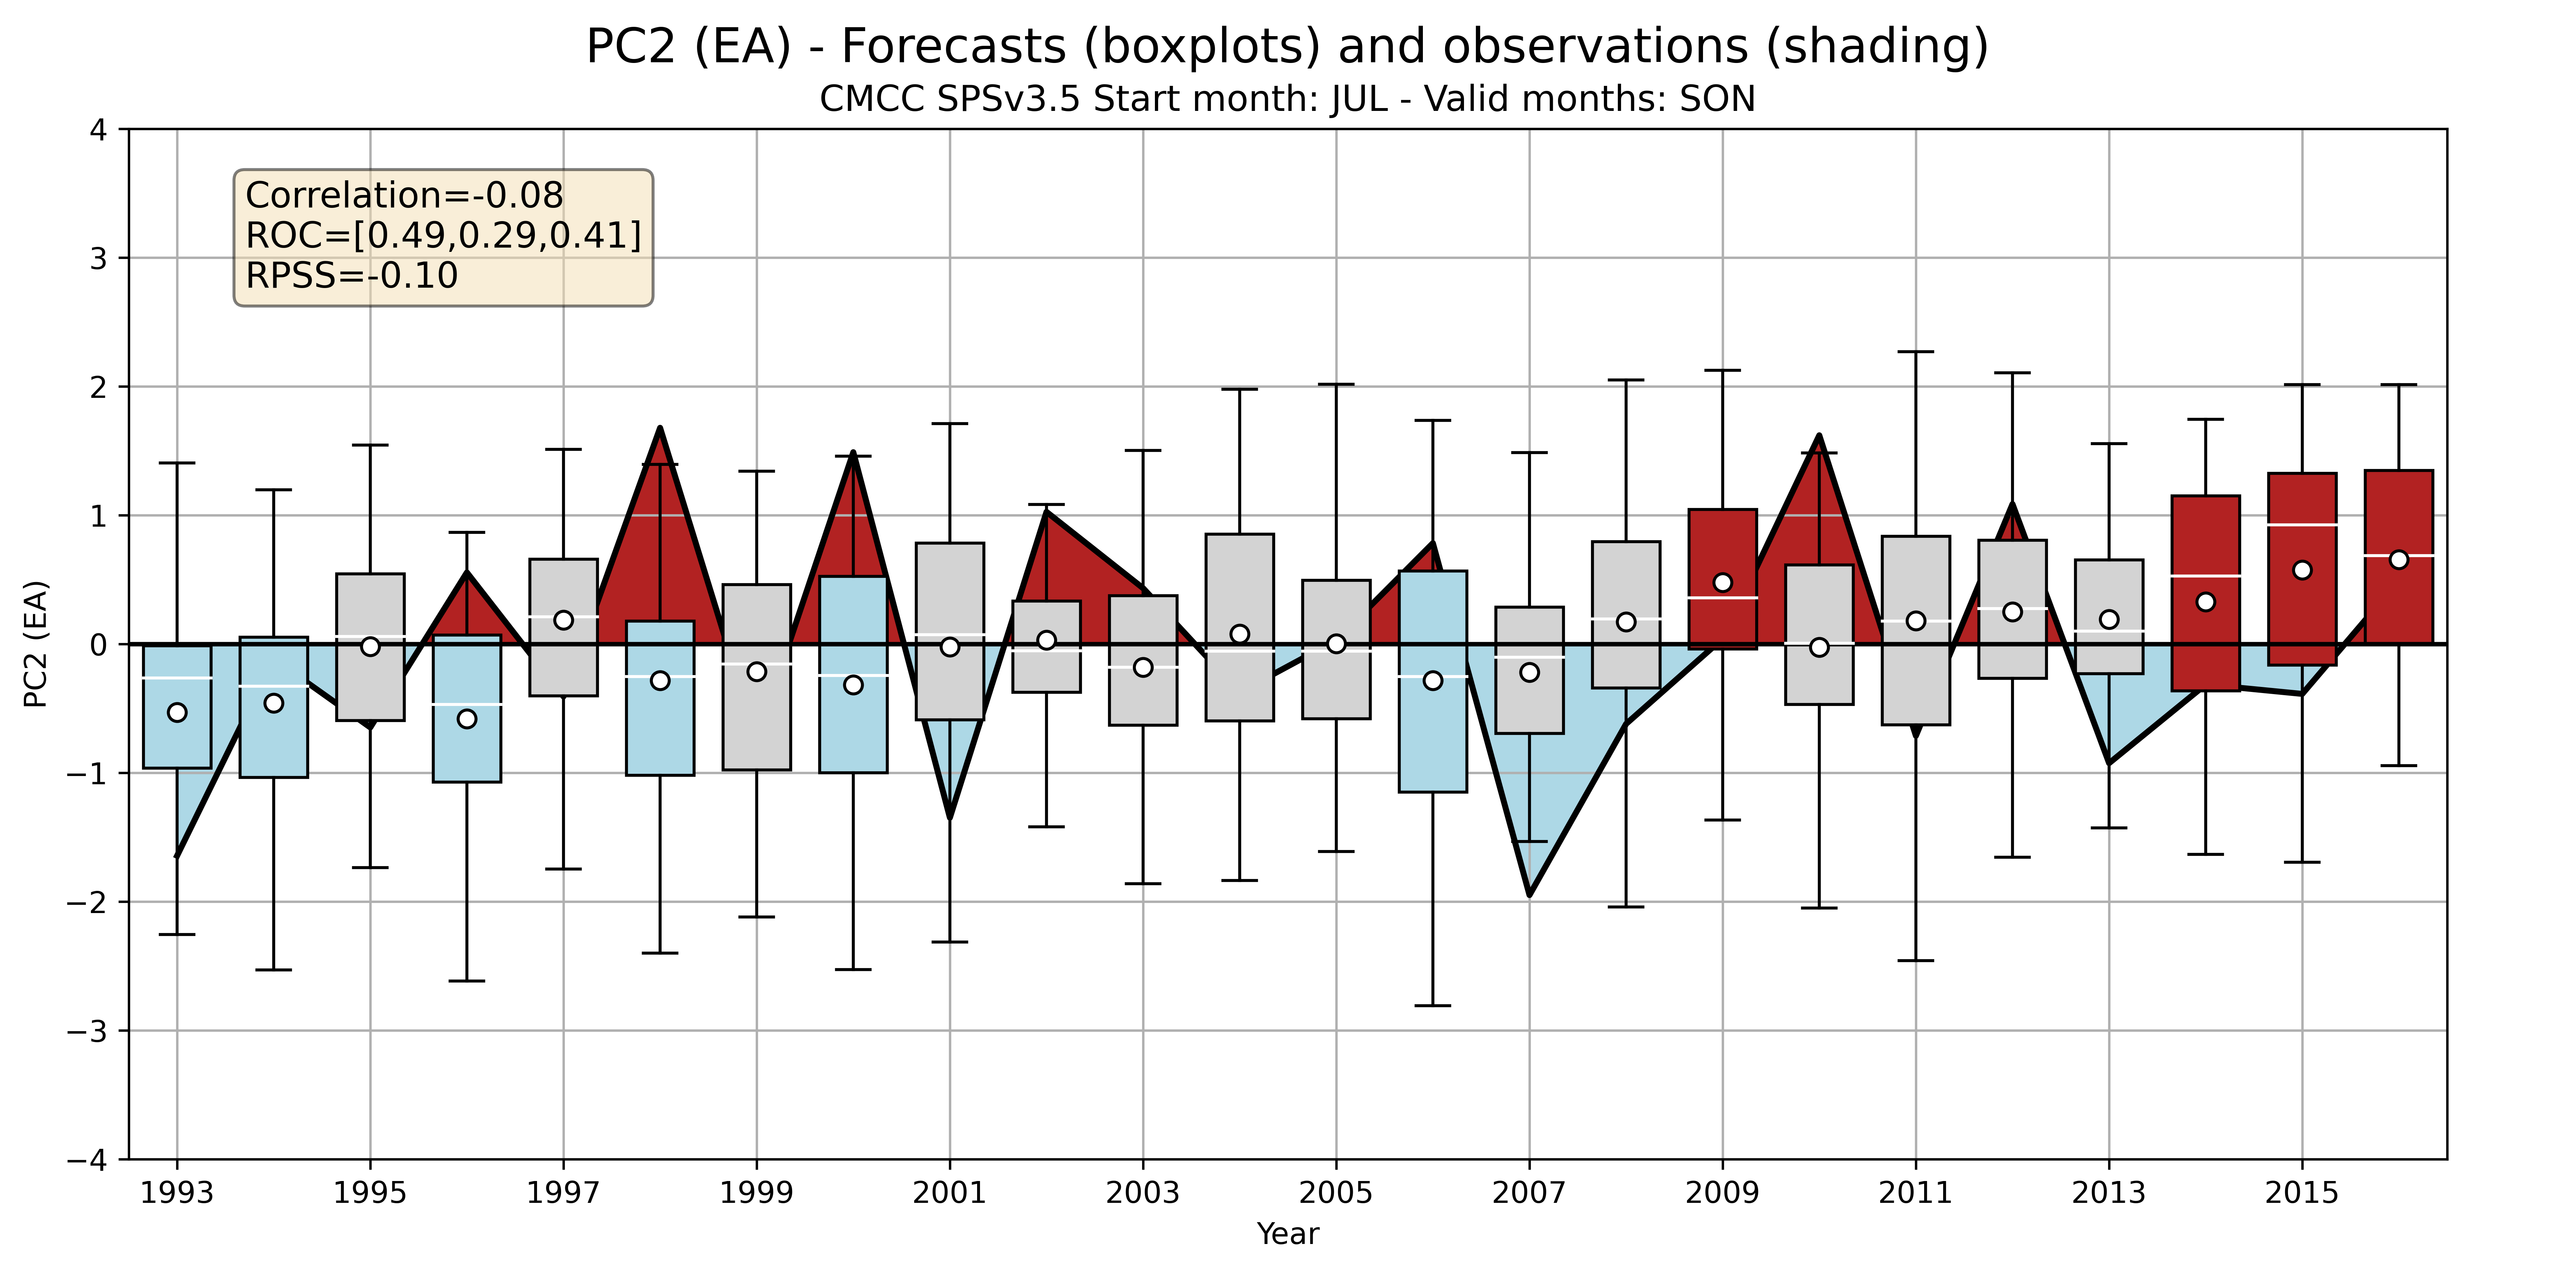 PC2 (EA) - Forecasts (boxplots) and observations (shading)
CMCC SPSv3.5 Start month: JUL - Valid months: SON
Correlation=-0.08
ROC=[0.49,0.29,0.41]
RPSS=-0.10
PC2 (EA)
4
3
2
1
0
−1
−2
−3
−4
1993 1995 1997 1999 2001 2003 2005 2007 2009 2011 2013 2015
Year